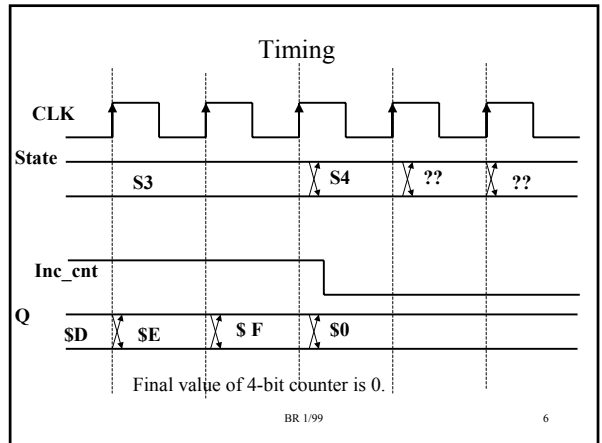 Timing
CLK
State
S3 S4 ?? ??
Inc_cnt
Q
$D $E $ F $0
Final value of 4-bit counter is 0.
BR 1/99 6